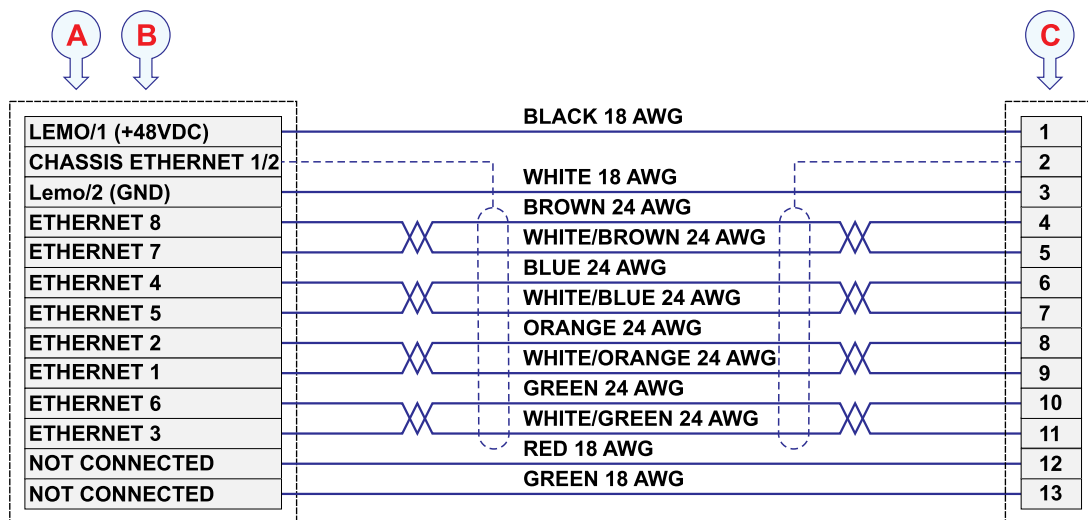 A B C
BLACK 18 AWG
LEMO/1 (+48VDC) 1
CHASSIS ETHERNET 1/2 2
WHITE 18 AWG
Lemo/2 (GND) 3
BROWN 24 AWG
ETHERNET 8 4
WHITE/BROWN 24 AWG
ETHERNET 7 5
BLUE 24 AWG
ETHERNET 4 6
WHITE/BLUE 24 AWG
ETHERNET 5 7
ORANGE 24 AWG
ETHERNET 2 8
WHITE/ORANGE 24 AWG
ETHERNET 1 9
GREEN 24 AWG
ETHERNET 6 10
WHITE/GREEN 24 AWG
ETHERNET 3 11
RED 18 AWG
NOT CONNECTED 12
GREEN 18 AWG
NOT CONNECTED 13